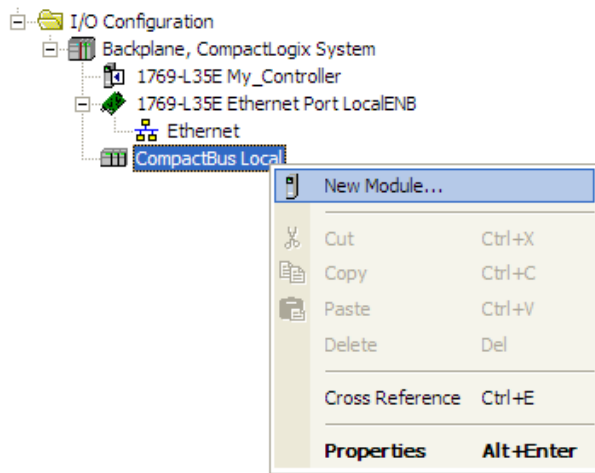 I/O Configuration
Backplane, CompactLogix System
1769-L35E My_Controller
1769-L35E Ethernet Port LocalENB
Ethernet
CompactBus Local
New Module...
Cut Ctrl+X
Copy Ctrl+C
Paste Ctrl+V
Delete Del
Cross Reference Ctrl+E
Properties Alt+Enter